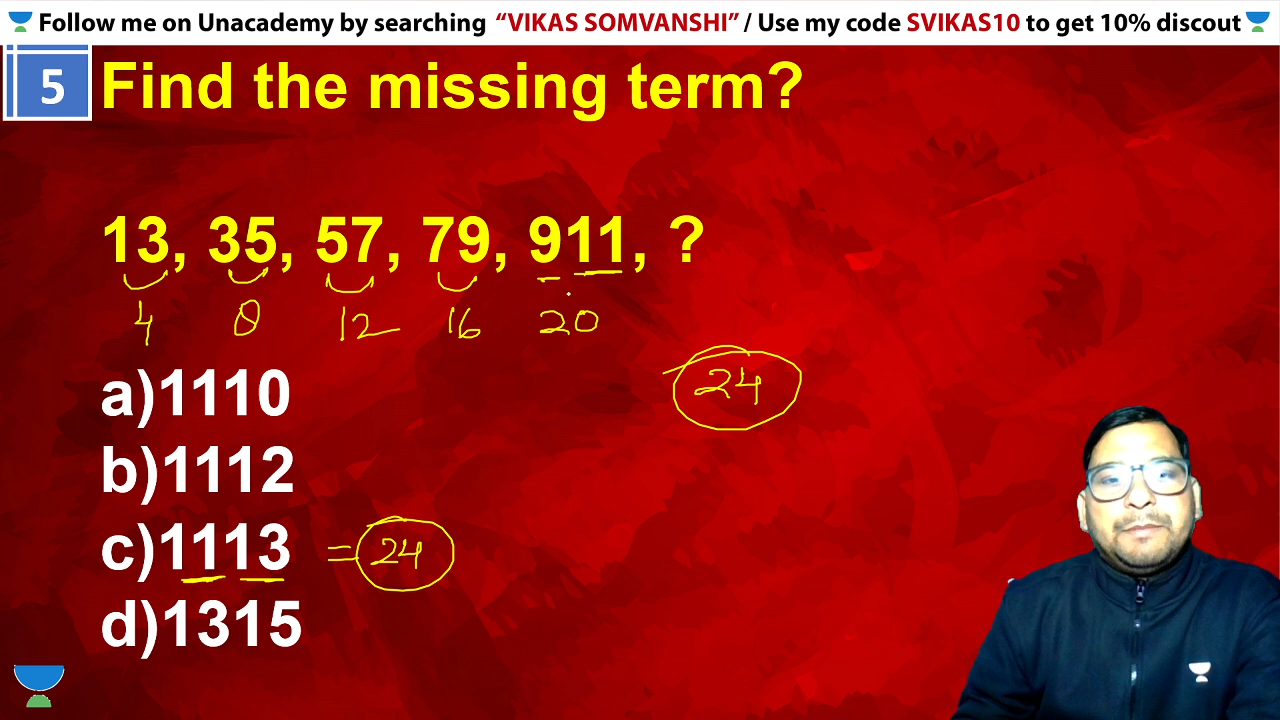 Follow me on Unacademy by searching “VIKAS SOMVANSHI” / Use my code SVIKAS10 to get 10% discout
5 Find the missing term?
13, 35, 57, 79, 911, ?
4 8 12 16 20
a)1110
24
b)1112
c)1113 = 24
d)1315